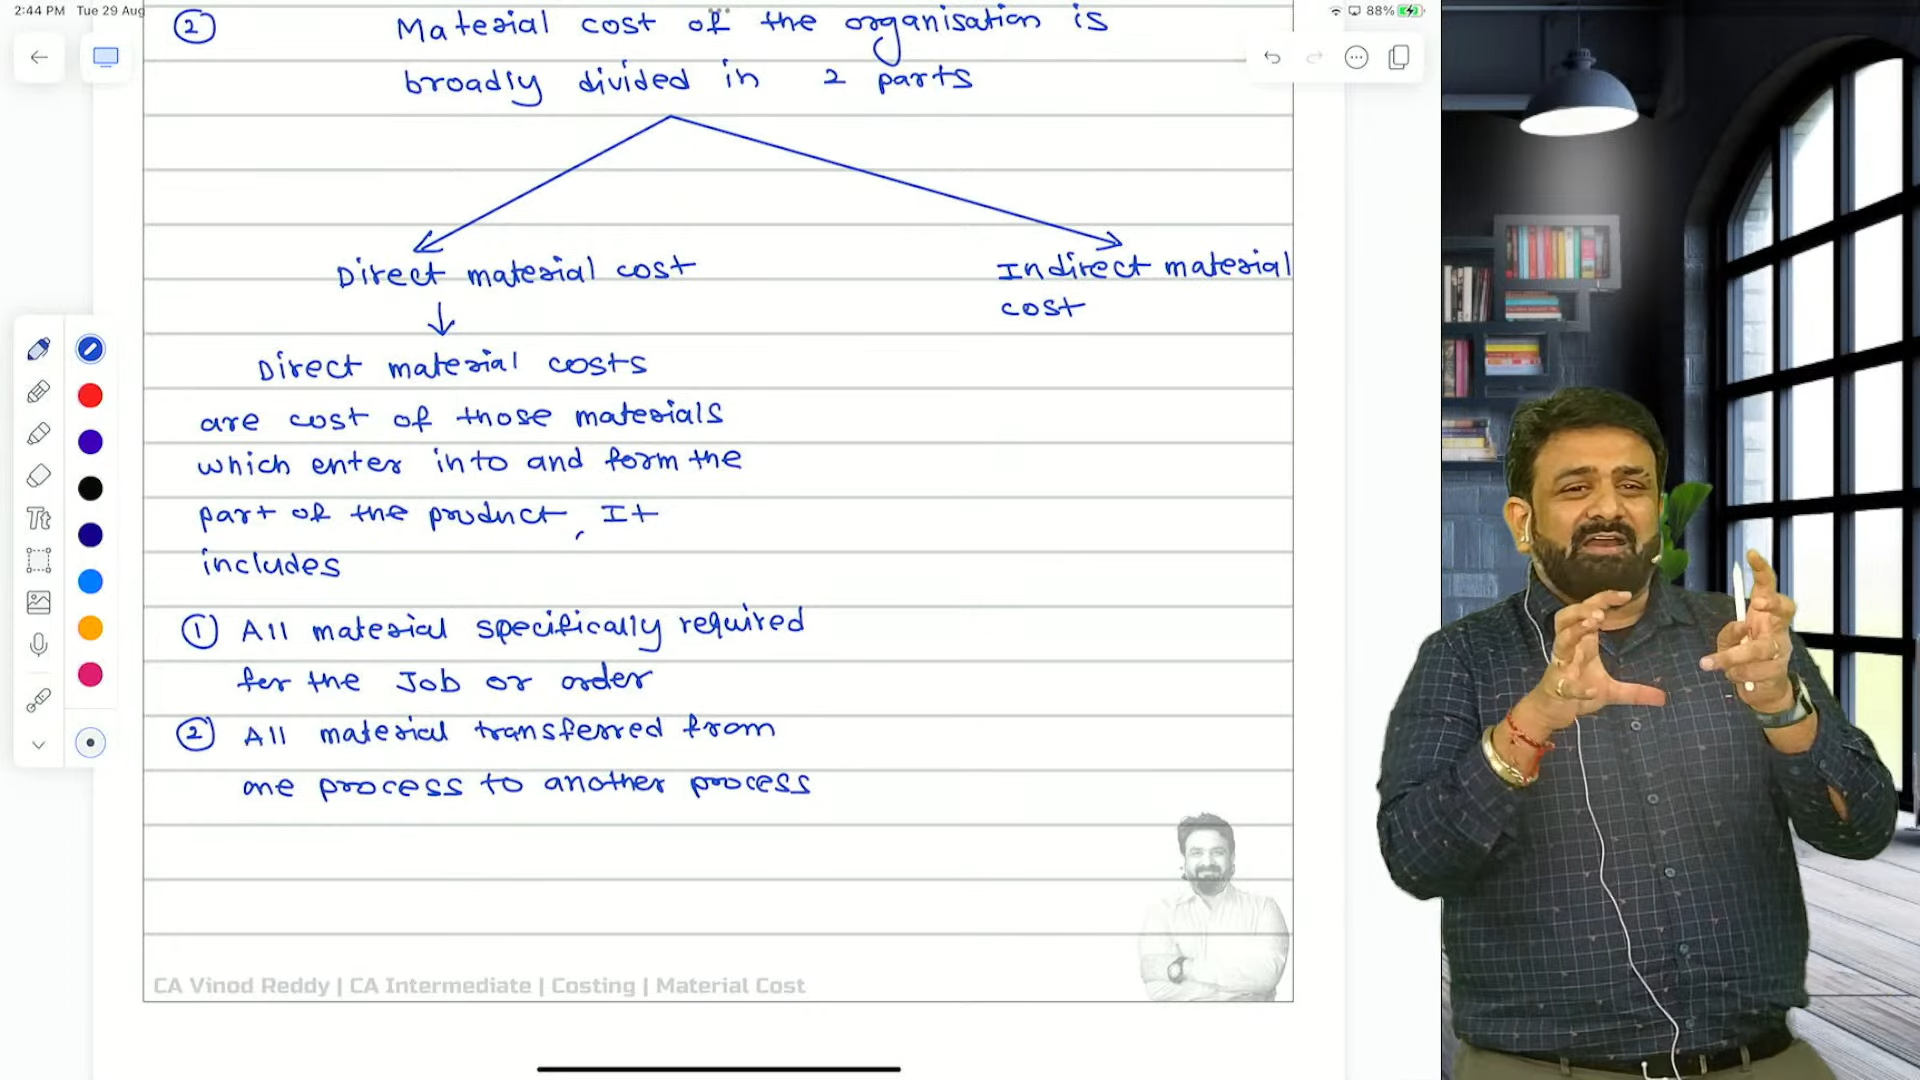 2:44 PM Tue 29 Aug
88%
② Material cost of the organisation is
broadly divided in 2 parts
Direct material cost
Indirect material
cost
Direct material costs
are cost of those materials
which enter into and form the
part of the product, It
includes
① All material specifically required
for the Job or order
② All material transferred from
one process to another process
Tt
CA Vinod Reddy | CA Intermediate | Costing | Material Cost